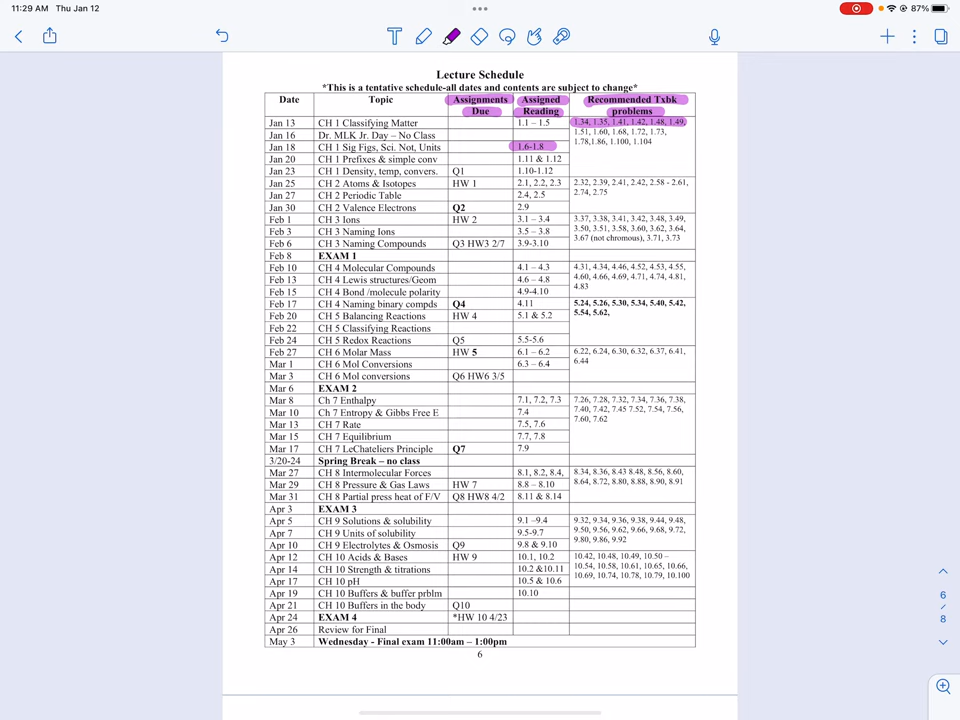 11:29 AM Thu Jan 12
87%
Lecture Schedule
*This is a tentative schedule-all dates and contents are subject to change*
Date Topic Assignments Due Assigned Reading Recommended Txbk problems
Jan 13 CH 1 Classifying Matter 1.1 – 1.5 1.34, 1.35, 1.41, 1.42, 1.48, 1.49,
Jan 16 Dr. MLK Jr. Day – No Class 1.51, 1.60, 1.68, 1.72, 1.73,
Jan 18 CH 1 Sig Figs, Sci. Not, Units 1.6-1.8 1.78,1.86, 1.100, 1.104
Jan 20 CH 1 Prefixes & simple conv 1.11 & 1.12
Jan 23 CH 1 Density, temp, convers. Q1 1.10-1.12
Jan 25 CH 2 Atoms & Isotopes HW 1 2.1, 2.2, 2.3 2.32, 2.39, 2.41, 2.42, 2.58 - 2.61,
Jan 27 CH 2 Periodic Table 2.4, 2.5 2.74, 2.75
Jan 30 CH 2 Valence Electrons Q2 2.9
Feb 1 CH 3 Ions HW 2 3.1 – 3.4 3.37, 3.38, 3.41, 3.42, 3.48, 3.49,
Feb 3 CH 3 Naming Ions 3.5 – 3.8 3.50, 3.51, 3.58, 3.60, 3.62, 3.64,
Feb 6 CH 3 Naming Compounds Q3 HW3 2/7 3.9-3.10 3.67 (not chromous), 3.71, 3.73
Feb 8 EXAM 1
Feb 10 CH 4 Molecular Compounds 4.1 – 4.3 4.31, 4.34, 4.46, 4.52, 4.53, 4.55,
Feb 13 CH 4 Lewis structures/Geom 4.6 – 4.8 4.60, 4.66, 4.69, 4.71, 4.74, 4.81,
Feb 15 CH 4 Bond /molecule polarity 4.9-4.10 4.83
Feb 17 CH 4 Naming binary compds Q4 4.11 5.24, 5.26, 5.30, 5.34, 5.40, 5.42,
Feb 20 CH 5 Balancing Reactions HW 4 5.1 & 5.2 5.54, 5.62,
Feb 22 CH 5 Classifying Reactions
Feb 24 CH 5 Redox Reactions Q5 5.5-5.6
Feb 27 CH 6 Molar Mass HW 5 6.1 – 6.2 6.22, 6.24, 6.30, 6.32, 6.37, 6.41,
Mar 1 CH 6 Mol Conversions 6.3 – 6.4 6.44
Mar 3 CH 6 Mol conversions Q6 HW6 3/5
Mar 6 EXAM 2
Mar 8 Ch 7 Enthalpy 7.1, 7.2, 7.3 7.26, 7.28, 7.32, 7.34, 7.36, 7.38,
Mar 10 Ch 7 Entropy & Gibbs Free E 7.4 7.40, 7.42, 7.45 7.52, 7.54, 7.56,
Mar 13 CH 7 Rate 7.5, 7.6 7.60, 7.62
Mar 15 CH 7 Equilibrium 7.7, 7.8
Mar 17 CH 7 LeChateliers Principle Q7 7.9
3/20-24 Spring Break – no class
Mar 27 CH 8 Intermolecular Forces 8.1, 8.2, 8.4, 8.34, 8.36, 8.43 8.48, 8.56, 8.60,
Mar 29 CH 8 Pressure & Gas Laws HW 7 8.8 – 8.10 8.64, 8.72, 8.80, 8.88, 8.90, 8.91
Mar 31 CH 8 Partial press heat of F/V Q8 HW8 4/2 8.11 & 8.14
Apr 3 EXAM 3
Apr 5 CH 9 Solutions & solubility 9.1 –9.4 9.32, 9.34, 9.36, 9.38, 9.44, 9.48,
Apr 7 CH 9 Units of solubility 9.5-9.7 9.50, 9.56, 9.62, 9.66, 9.68, 9.72,
Apr 10 CH 9 Electrolytes & Osmosis Q9 9.8 & 9.10 9.80, 9.86, 9.92
Apr 12 CH 10 Acids & Bases HW 9 10.1, 10.2 10.42, 10.48, 10.49, 10.50 –
Apr 14 CH 10 Strength & titrations 10.2 &10.11 10.54, 10.58, 10.61, 10.65, 10.66,
Apr 17 CH 10 pH 10.5 & 10.6 10.69, 10.74, 10.78, 10.79, 10.100
Apr 19 CH 10 Buffers & buffer prblm 10.10
Apr 21 CH 10 Buffers in the body Q10
Apr 24 EXAM 4 *HW 10 4/23
Apr 26 Review for Final
May 3 Wednesday - Final exam 11:00am – 1:00pm
6
6
/
8